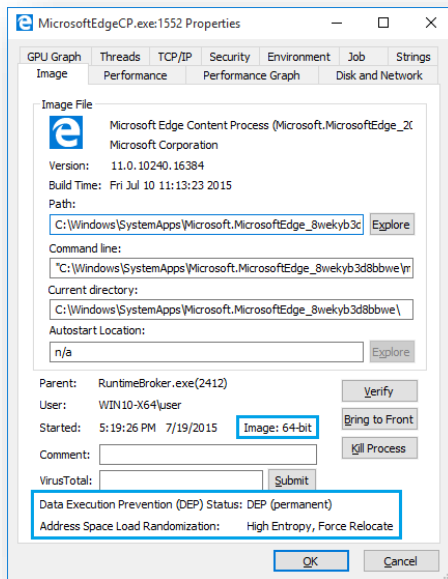 MicrosoftEdgeCP.exe:1552 Properties
GPU Graph Threads TCP/IP Security Environment Job Strings
Image Performance Performance Graph Disk and Network
Image File
Microsoft Edge Content Process (Microsoft.MicrosoftEdge_20
Microsoft Corporation
Version: 11.0.10240.16384
Build Time: Fri Jul 10 11:13:23 2015
Path:
C:\Windows\SystemApps\Microsoft.MicrosoftEdge_8wekyb3d Explore
Command line:
"C:\Windows\SystemApps\Microsoft.MicrosoftEdge_8wekyb3d8bbwe\m
Current directory:
C:\Windows\SystemApps\Microsoft.MicrosoftEdge_8wekyb3d8bbwe\
Autostart Location:
n/a Explore
Parent: RuntimeBroker.exe(2412)
Verify
User: WIN10-X64\user
Started: 5:19:26 PM 7/19/2015 Image: 64-bit
Bring to Front
Comment:
Kill Process
VirusTotal: Submit
Data Execution Prevention (DEP) Status: DEP (permanent)
Address Space Load Randomization: High Entropy, Force Relocate
OK Cancel